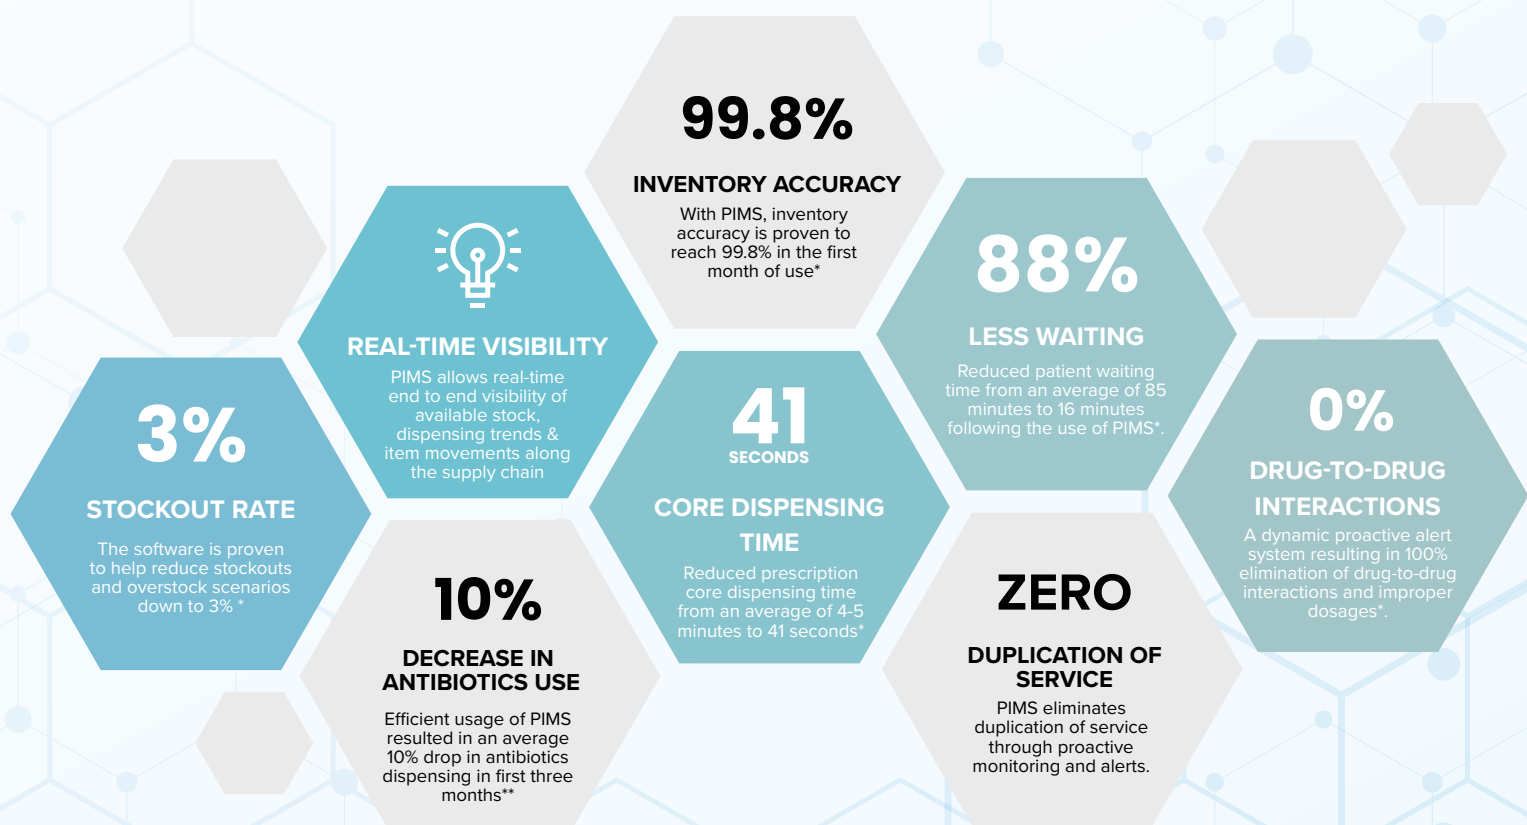 99.8%
INVENTORY ACCURACY
With PIMS, inventory
accuracy is proven to
reach 99.8% in the first
month of use*
REAL-TIME VISIBILITY
PIMS allows real-time
end to end visibility of
available stock,
dispensing trends &
item movements along
the supply chain
88%
LESS WAITING
Reduced patient waiting
time from an average of 85
minutes to 16 minutes
following the use of PIMS*.
3%
STOCKOUT RATE
The software is proven
to help reduce stockouts
and overstock scenarios
down to 3% *
41
SECONDS
CORE DISPENSING
TIME
Reduced prescription
core dispensing time
from an average of 4-5
minutes to 41 seconds*
0%
DRUG-TO-DRUG
INTERACTIONS
A dynamic proactive alert
system resulting in 100%
elimination of drug-to-drug
interactions and improper
dosages*.
10%
DECREASE IN
ANTIBIOTICS USE
Efficient usage of PIMS
resulted in an average
10% drop in antibiotics
dispensing in first three
months**
ZERO
DUPLICATION OF
SERVICE
PIMS eliminates
duplication of service
through proactive
monitoring and alerts.